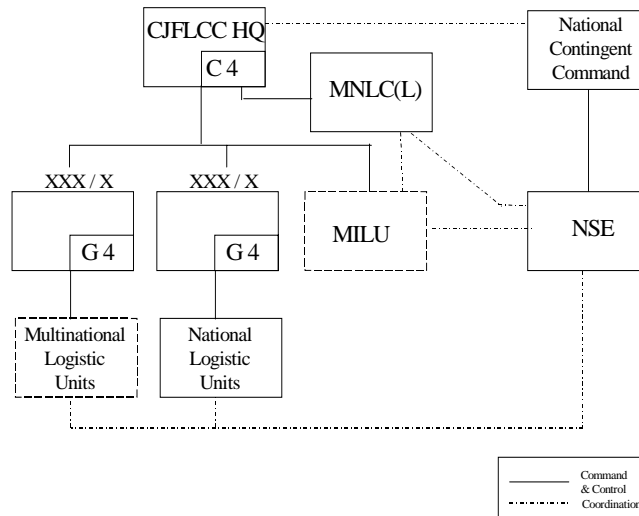 CJFLCC HQ
C 4
National
Contingent
Command
MNLC(L)
XXX / X
XXX / X
G 4
G 4
MILU
NSE
Multinational
Logistic
Units
National
Logistic
Units
Command
& Control
Coordination